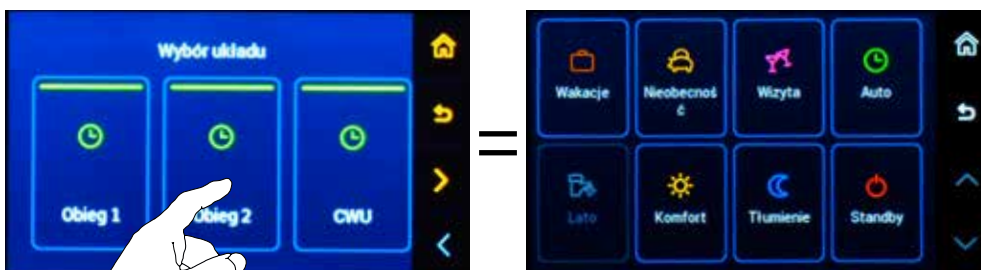 Wybór układu
Obieg 1
Obieg 2
CWU
=
Wakacje
Nieobecnoś
ć
Wizyta
Auto
Lato
Komfort
Tłumienie
Standby